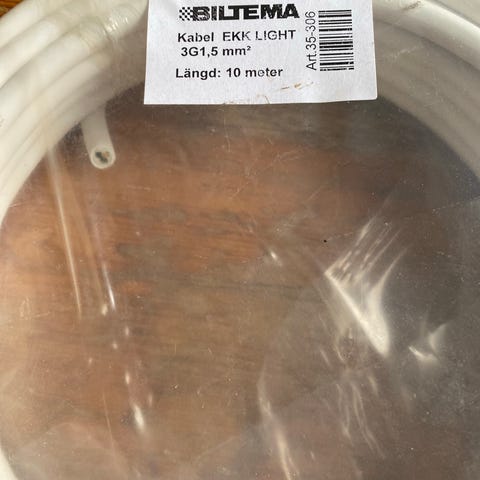 BILTEMA
Kabel EKK LIGHT
3G1,5 mm²
Längd: 10 meter
Art.35-306